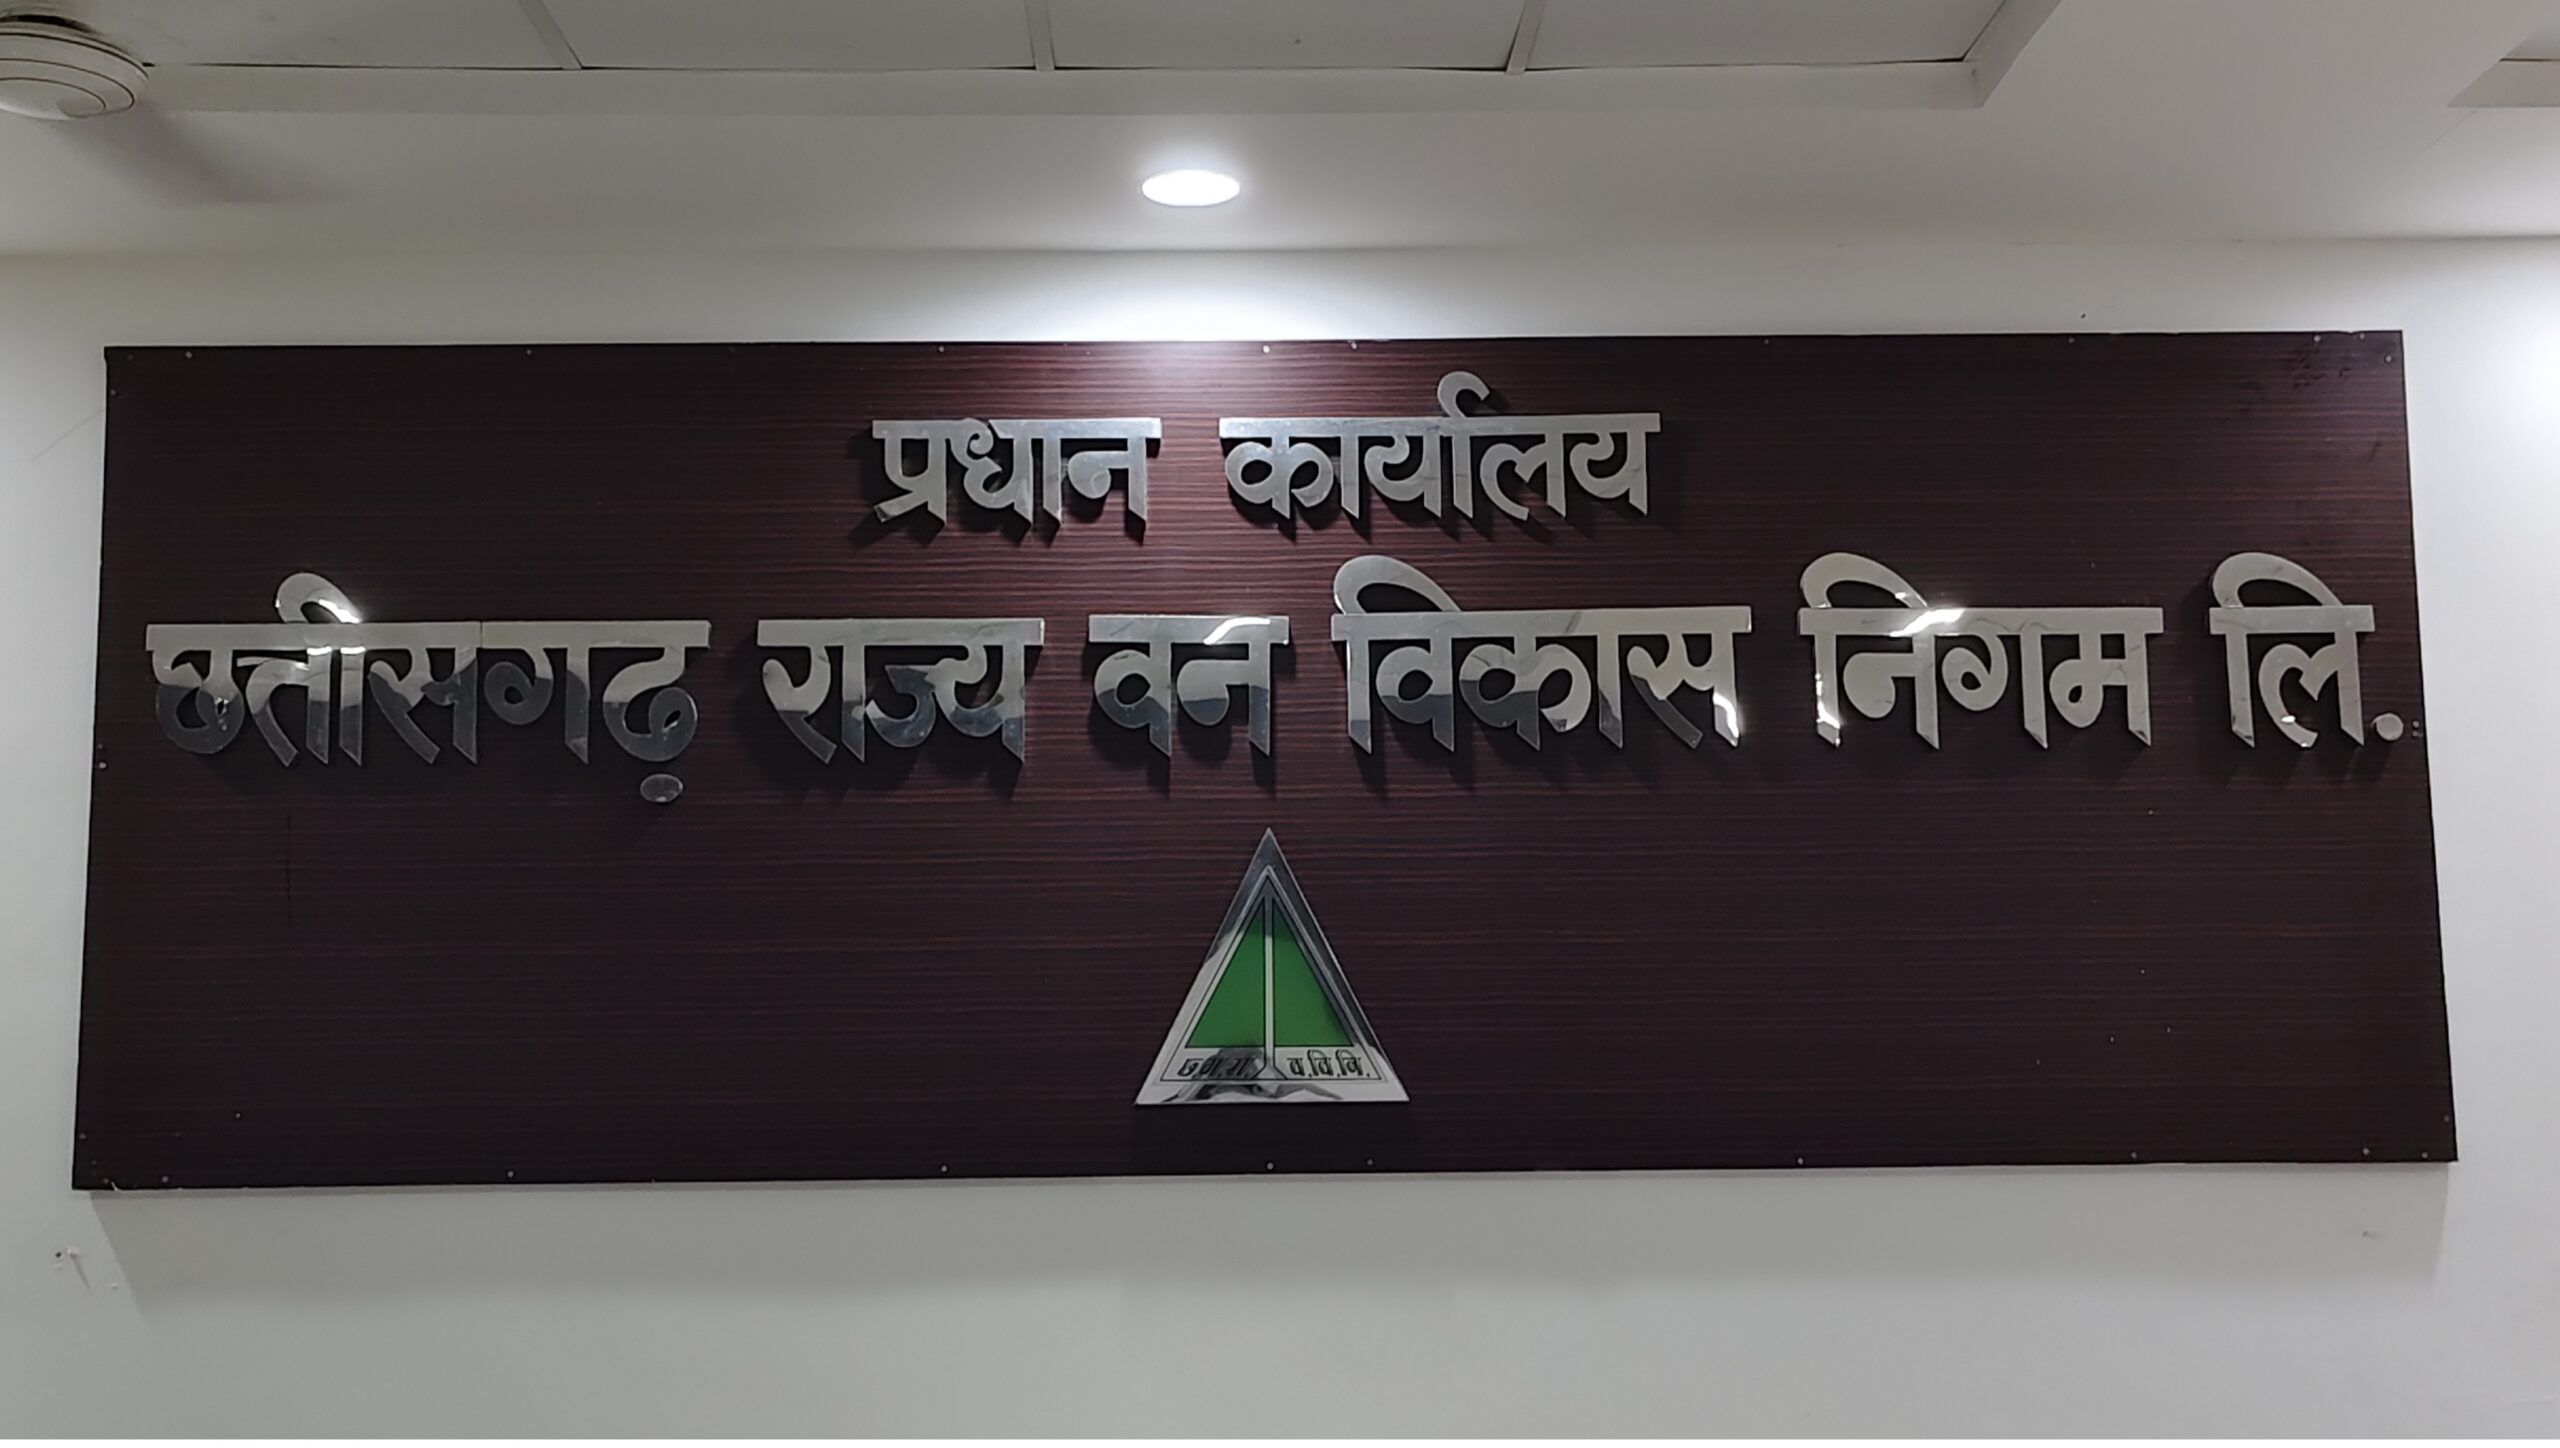 प्रधान कार्यालय
छत्तीसगढ़ राज्य वन विकास निगम लि.
व.वि.नि.